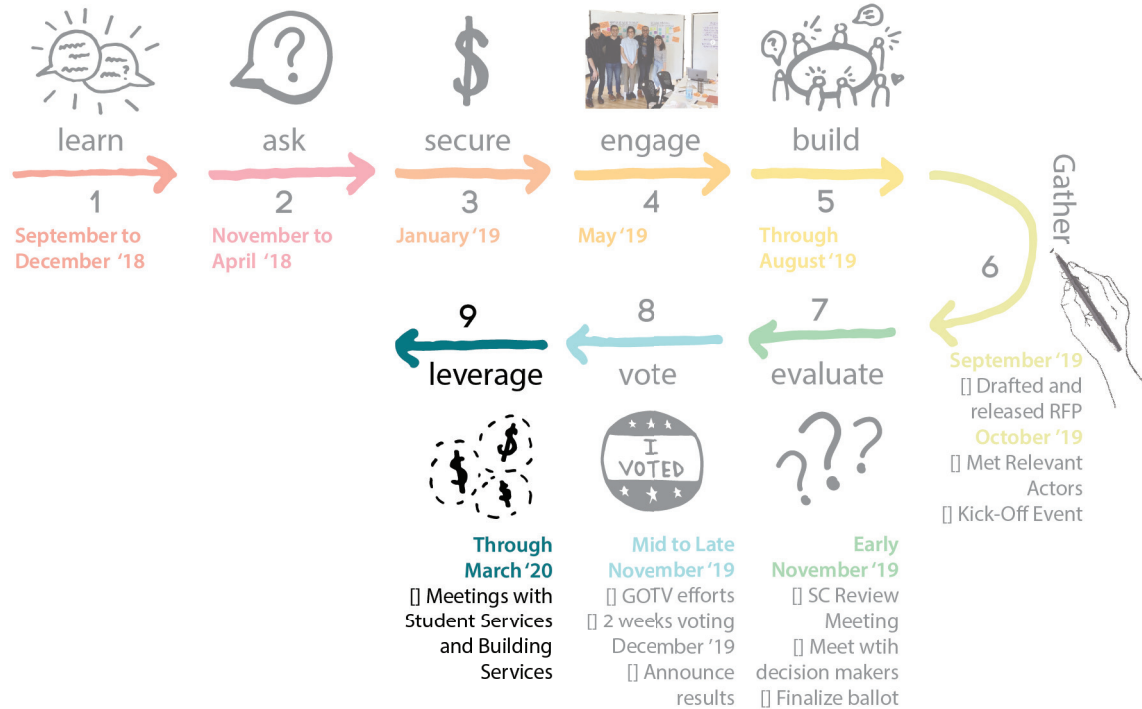 learn
1
September to
December ‘18
ask
2
November to
April ‘18
secure
3
January ‘19
engage
4
May ‘19
build
5
Through
August ‘19
Gather
6
September ‘19
[] Drafted and
released RFP
October ‘19
[] Met Relevant
Actors
[] Kick-Off Event
7
evaluate
Early
November ‘19
[] SC Review
Meeting
[] Meet wtih
decision makers
[] Finalize ballot
8
vote
I
VOTED
Mid to Late
November ‘19
[] GOTV efforts
[] 2 weeks voting
December ‘19
[] Announce
results
9
leverage
Through
March ‘20
[] Meetings with
Student Services
and Building
Services